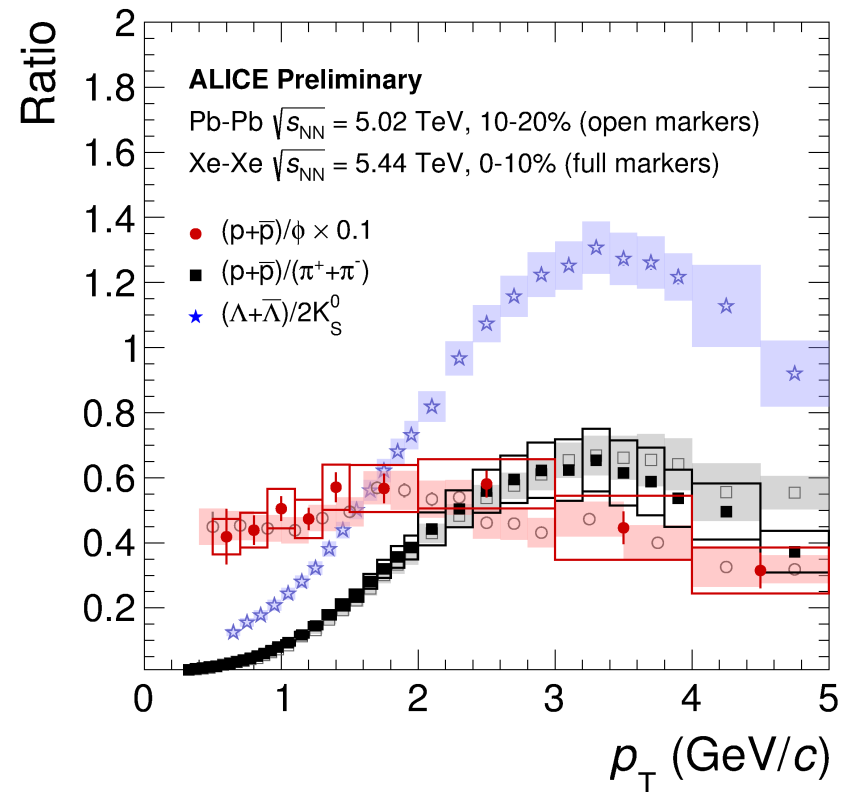 Ratio
2
1.8
1.6
1.4
1.2
1
0.8
0.6
0.4
0.2
ALICE Preliminary
Pb-Pb √sNN = 5.02 TeV, 10-20% (open markers)
Xe-Xe √sNN = 5.44 TeV, 0-10% (full markers)
(p+p̅)/ϕ × 0.1
(p+p̅)/(π⁺+π⁻)
(Λ+Λ̅)/2K⁰S
0 1 2 3 4 5
pT (GeV/c)